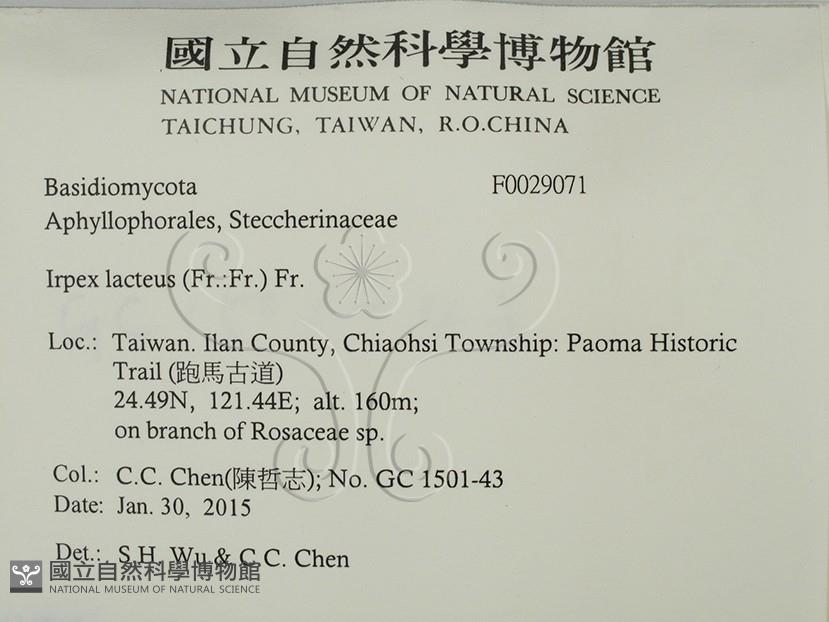 國立自然科學博物館
NATIONAL MUSEUM OF NATURAL SCIENCE
TAICHUNG, TAIWAN, R.O.CHINA
Basidiomycota F0029071
Aphyllophorales, Steccherinaceae
Irpex lacteus (Fr.:Fr.) Fr.
Loc.: Taiwan. Ilan County, Chiaohsi Township: Paoma Historic
Trail (跑馬古道)
24.49N, 121.44E; alt. 160m;
on branch of Rosaceae sp.
Col.: C.C. Chen(陳哲志); No. GC 1501-43
Date: Jan. 30, 2015
Det.: S.H. Wu & C.C. Chen
國立自然科學博物館
NATIONAL MUSEUM OF NATURAL SCIENCE